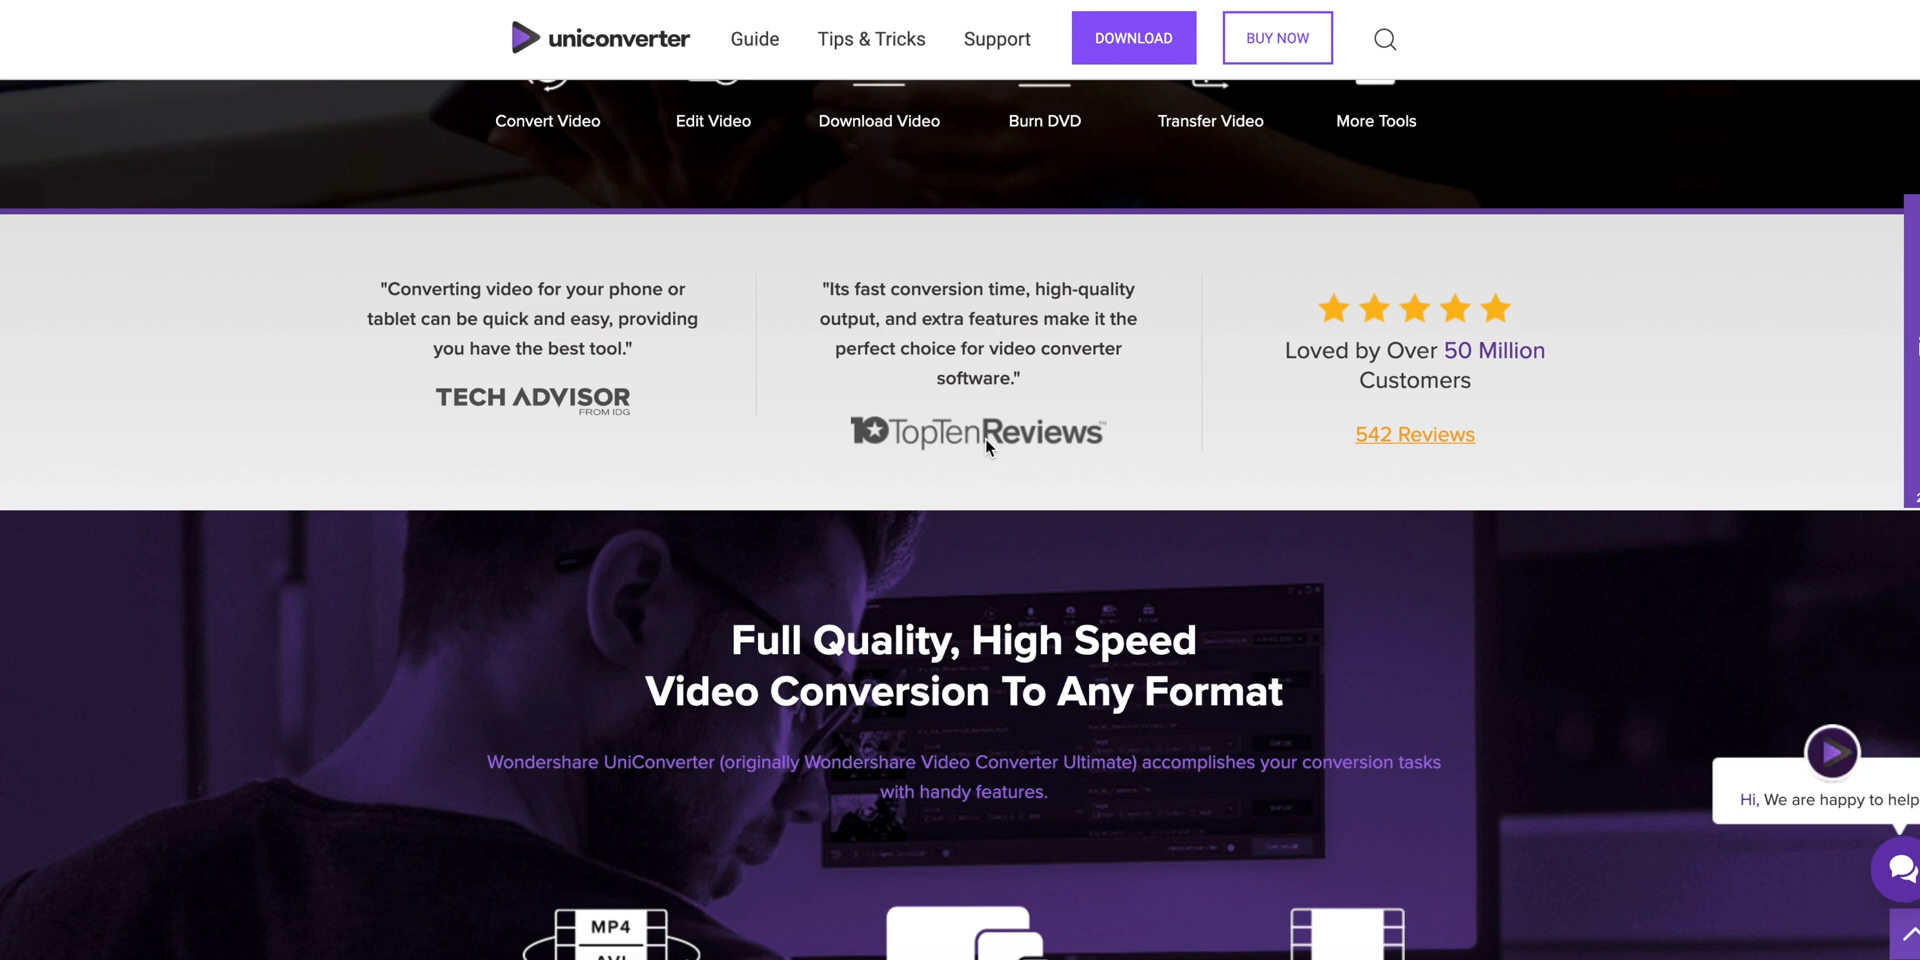 uniconverter
Guide
Tips & Tricks
Support
DOWNLOAD
BUY NOW
Convert Video
Edit Video
Download Video
Burn DVD
Transfer Video
More Tools
"Converting video for your phone or
tablet can be quick and easy, providing
you have the best tool."
TECH ADVISOR
FROM IDG
"Its fast conversion time, high-quality
output, and extra features make it the
perfect choice for video converter
software."
10 TopTenReviews™
Loved by Over 50 Million
Customers
542 Reviews
Full Quality, High Speed
Video Conversion To Any Format
Wondershare UniConverter (originally Wondershare Video Converter Ultimate) accomplishes your conversion tasks
with handy features.
Hi, We are happy to help
MP4
AVI